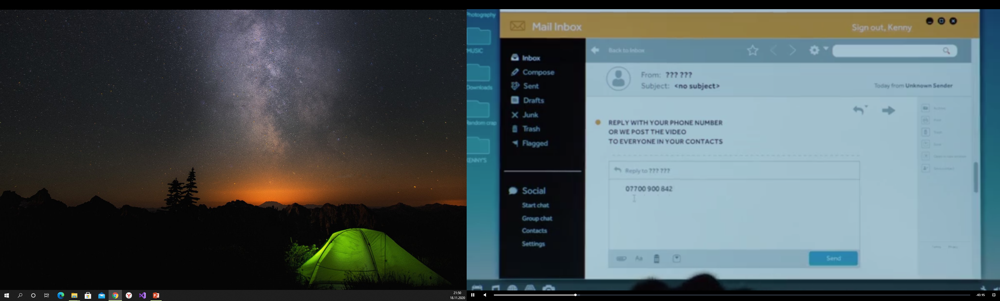 Photography
MUSIC
Downloads
Random crap
KENNY'S
Mail Inbox
Sign out, Kenny
Inbox
Compose
Sent
Drafts
Junk
Trash
Flagged
Social
Start chat
Group chat
Contacts
Settings
Back to Inbox
From: ??? ???
Subject: <no subject>
Today from Unknown Sender
REPLY WITH YOUR PHONE NUMBER
OR WE POST THE VIDEO
TO EVERYONE IN YOUR CONTACTS
Reply to ??? ???
07700 900 842
Aa
Send
21:50
18.11.2020
-43:15